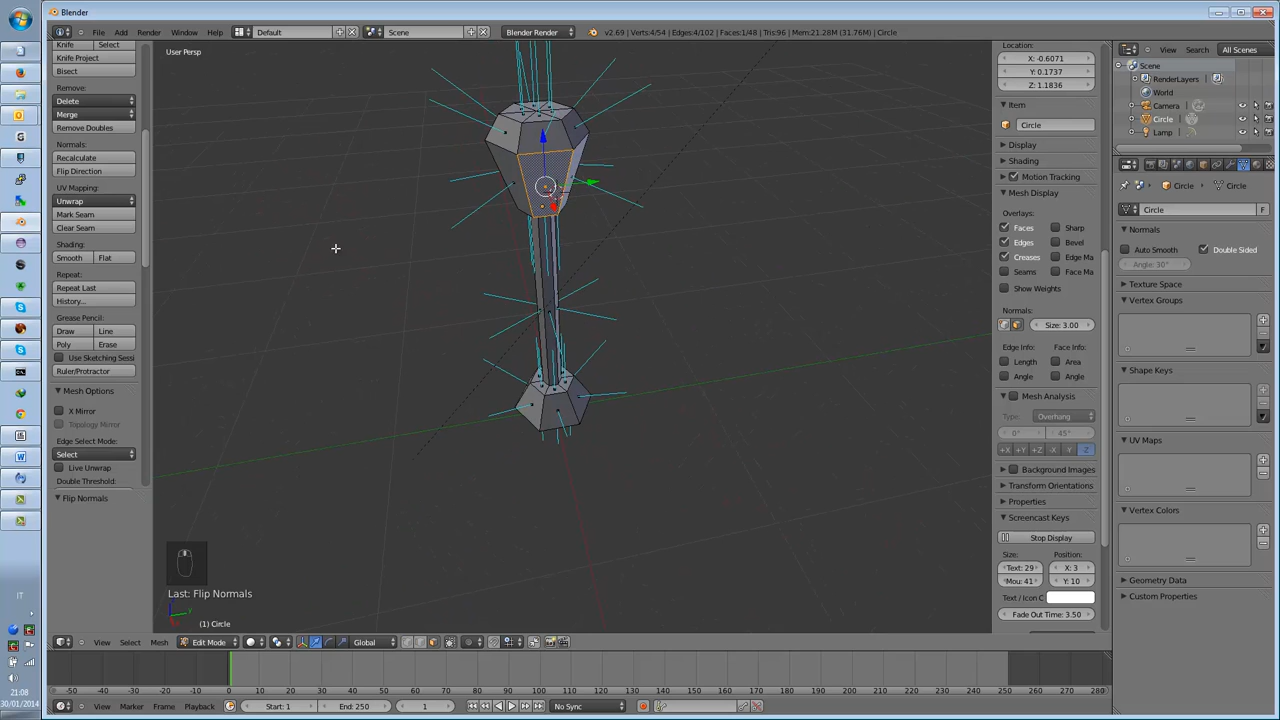 Blender
File Add Render Window Help Default Scene Blender Render v2.69 | Verts:4/54 | Edges:4/102 | Faces:1/48 | Tris:96 | Mem:21.28M (31.76M) | Circle
User Persp
Knife Select
Knife Project
Bisect
Remove:
Delete
Merge
Remove Doubles
Normals:
Recalculate
Flip Direction
UV Mapping:
Unwrap
Mark Seam
Clear Seam
Shading:
Smooth Flat
Repeat:
Repeat Last
History...
Grease Pencil:
Draw Line
Poly Erase
Use Sketching Sessi
Ruler/Protractor
Mesh Options
X Mirror
Topology Mirror
Edge Select Mode:
Select
Live Unwrap
Double Threshold:
Flip Normals
Last: Flip Normals
(1) Circle
Location:
X: -0.6071
Y: 0.1737
Z: 1.1836
Item
Circle
Display
Shading
Motion Tracking
Mesh Display
Overlays:
Faces Sharp
Edges Bevel
Creases Edge Ma
Seams Face Ma
Show Weights
Normals:
Size: 3.00
Edge Info: Face Info:
Length Area
Angle Angle
Mesh Analysis
Type: Overhang
0° 45°
+X +Y +Z -X -Y Z
Background Images
Transform Orientations
Properties
Screencast Keys
Stop Display
Size: Position:
Text: 29 X: 3
Mou: 41 Y: 10
Text / Icon C
Fade Out Time: 3.50
View Search All Scenes
Scene
RenderLayers
World
Camera
Circle
Lamp
Circle Circle
Circle F
Normals
Auto Smooth Double Sided
Angle: 30°
Texture Space
Vertex Groups
Shape Keys
UV Maps
Vertex Colors
Geometry Data
Custom Properties
View Select Mesh Edit Mode Global
-50 -40 -30 -20 -10 0 10 20 30 40 50 60 70 80 90 100 110 120 130 140 150 160 170 180 190 200 210 220 230 240 250 260 270 280
View Marker Frame Playback Start: 1 End: 250 1 No Sync
IT
21:08
30/01/2014